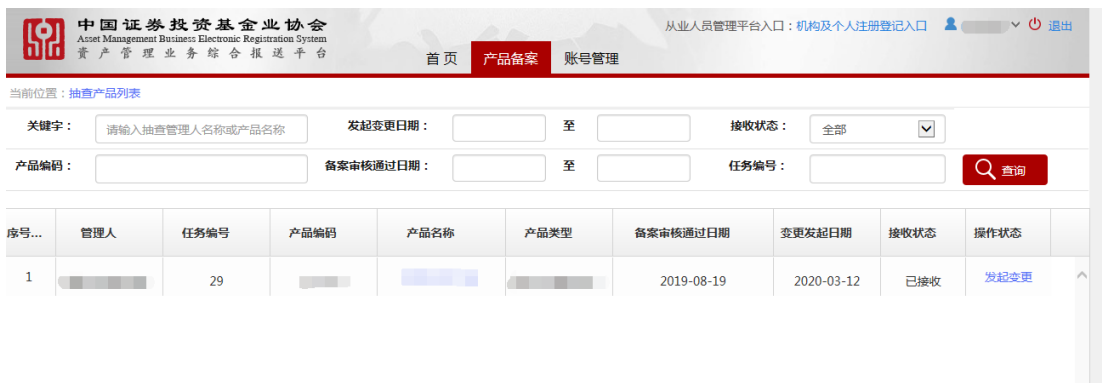 中国证券投资基金业协会
Asset Management Business Electronic Registration System
资产管理业务综合报送平台
从业人员管理平台入口：机构及个人注册登记入口 退出
首页 产品备案 账号管理
当前位置：抽查产品列表
关键字： 请输入抽查管理人名称或产品名称 发起变更日期： 至 接收状态： 全部
产品编码： 备案审核通过日期： 至 任务编号： 查询
序号... 管理人 任务编号 产品编码 产品名称 产品类型 备案审核通过日期 变更发起日期 接收状态 操作状态
1 29 2019-08-19 2020-03-12 已接收 发起变更